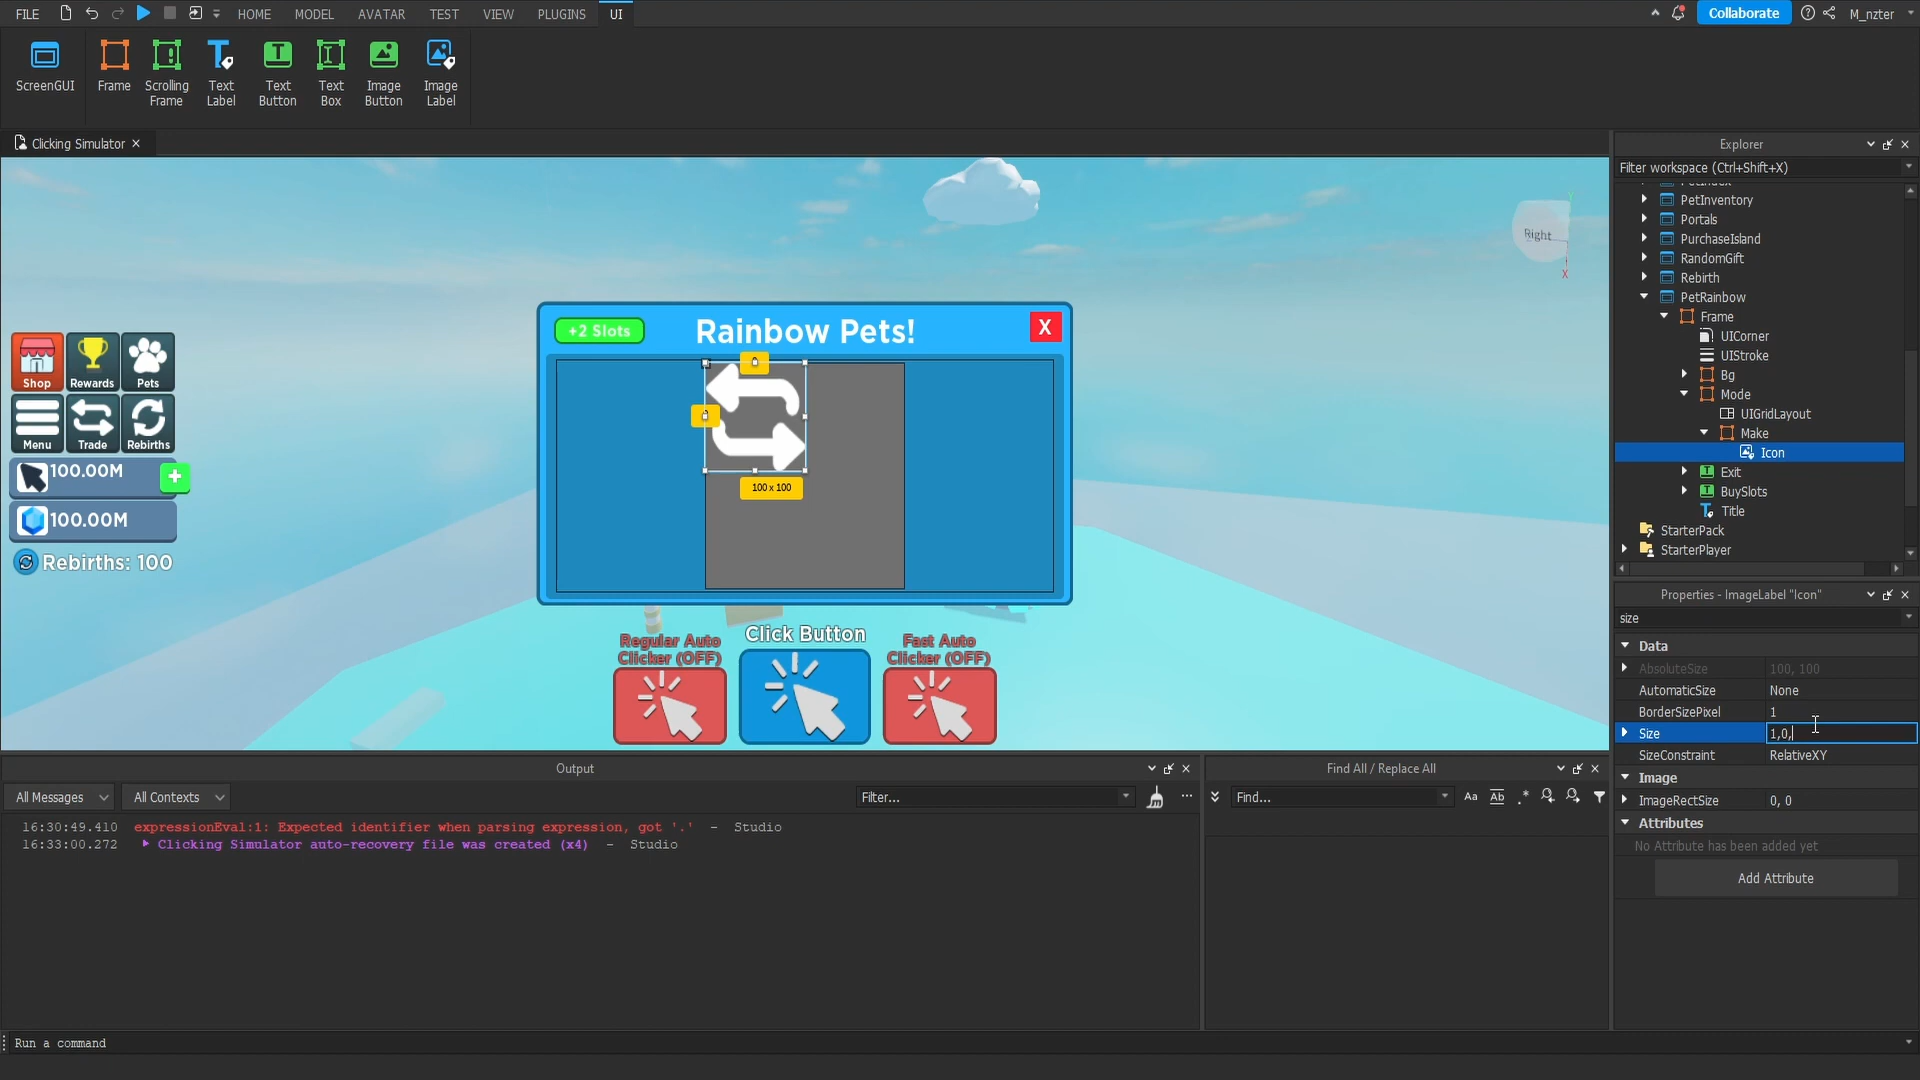 FILE
HOME
MODEL
AVATAR
TEST
VIEW
PLUGINS
UI
Collaborate
M_nzter
ScreenGUI
Frame
Scrolling
Frame
Text
Label
Text
Button
Text
Box
Image
Button
Image
Label
Clicking Simulator
Right
X
+2 Slots
Rainbow Pets!
X
100 x 100
Shop
Rewards
Pets
Menu
Trade
Rebirths
100.00M
+
100.00M
Rebirths: 100
Regular Auto
Clicker (OFF)
Click Button
Fast Auto
Clicker (OFF)
Explorer
Filter workspace (Ctrl+Shift+X)
PetIndex
PetInventory
Portals
PurchaseIsland
RandomGift
Rebirth
PetRainbow
Frame
UICorner
UIStroke
Bg
Mode
UIGridLayout
Make
Icon
Exit
BuySlots
Title
StarterPack
StarterPlayer
Properties - ImageLabel "Icon"
size
Data
AbsoluteSize 100, 100
AutomaticSize None
BorderSizePixel 1
Size 1,0,
SizeConstraint RelativeXY
Image
ImageRectSize 0, 0
Attributes
No Attribute has been added yet
Add Attribute
Output
All Messages
All Contexts
Filter...
16:30:49.410 expressionEval:1: Expected identifier when parsing expression, got '.' - Studio
16:33:00.272 Clicking Simulator auto-recovery file was created (x4) - Studio
Find All / Replace All
Find...
Aa
Ab
.*
Run a command